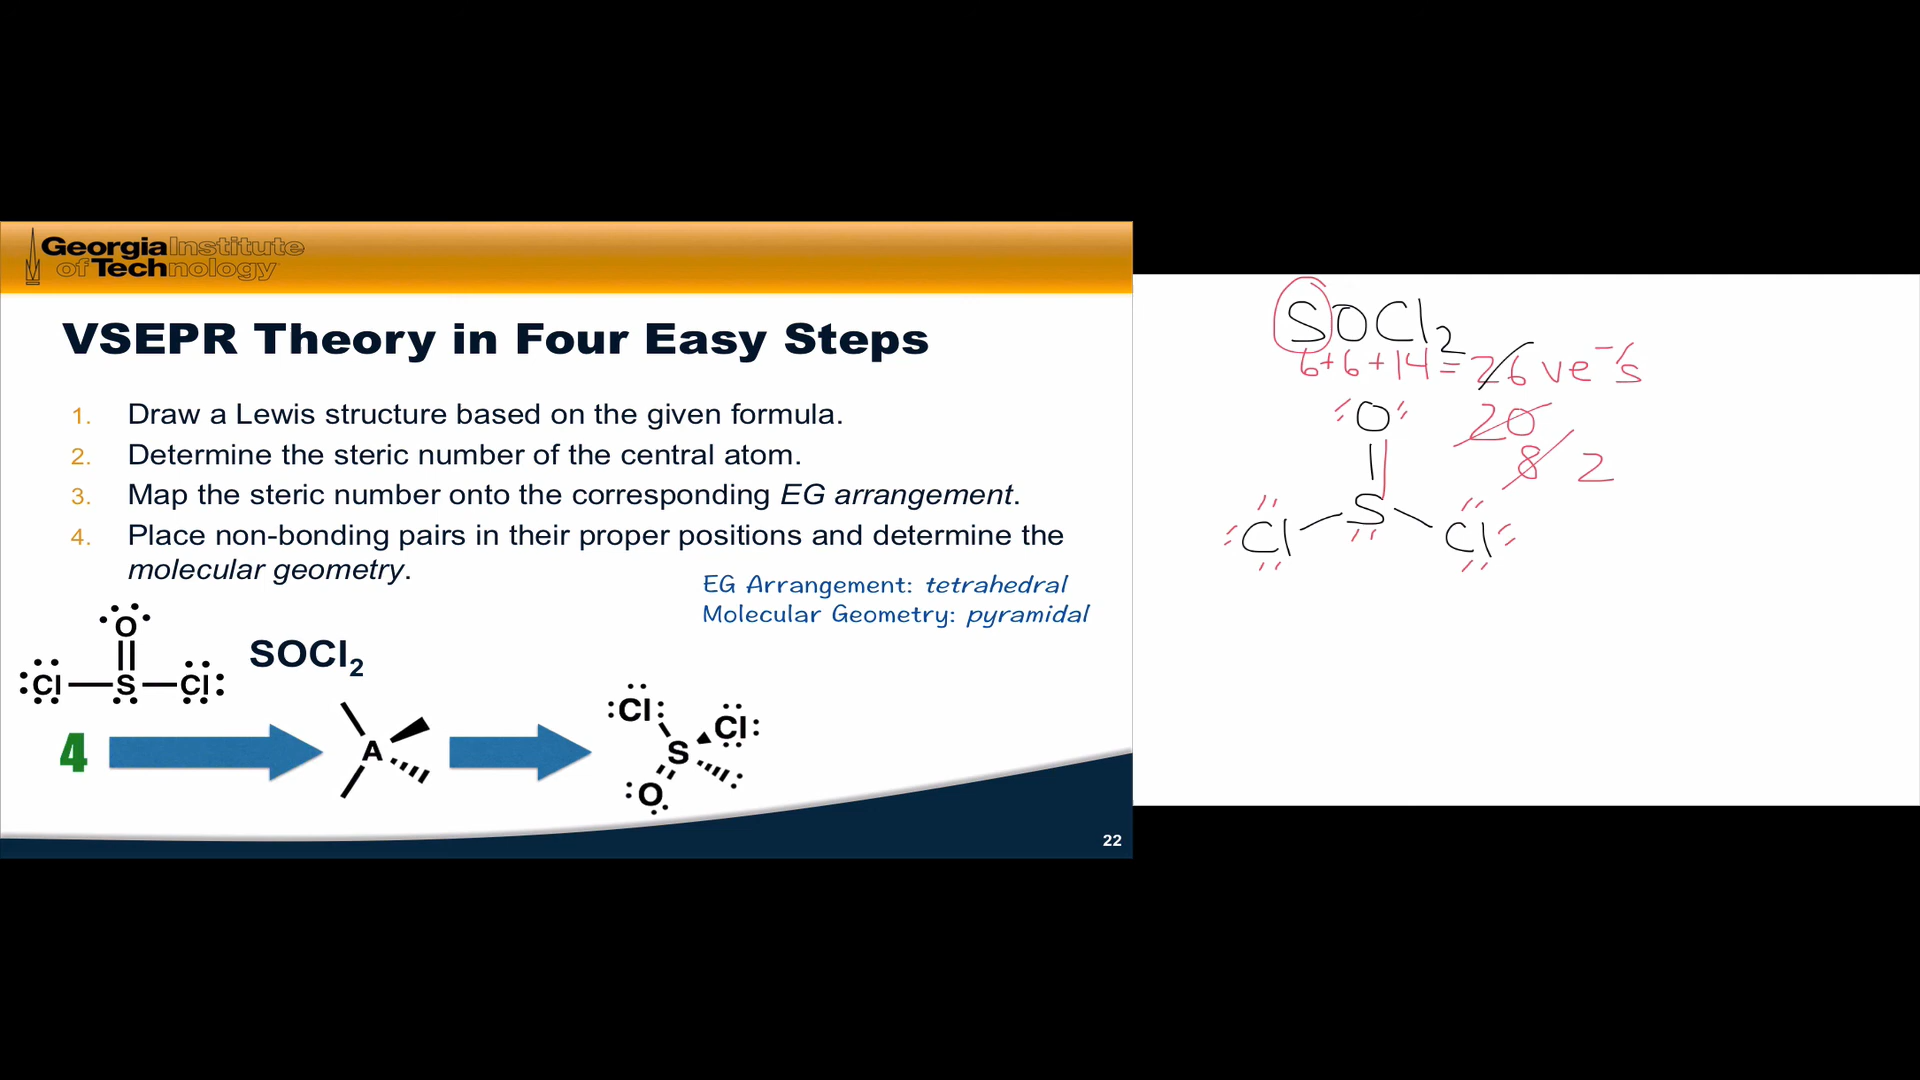 Georgia Institute
of Technology
VSEPR Theory in Four Easy Steps
1. Draw a Lewis structure based on the given formula.
2. Determine the steric number of the central atom.
3. Map the steric number onto the corresponding EG arrangement.
4. Place non-bonding pairs in their proper positions and determine the
molecular geometry.
EG Arrangement: tetrahedral
Molecular Geometry: pyramidal
O
SOCl₂
Cl S Cl
4
A
Cl
Cl
S
O
22
SOCl₂
6+6+14=26 ve⁻'s
O
20
8 2
S
Cl Cl